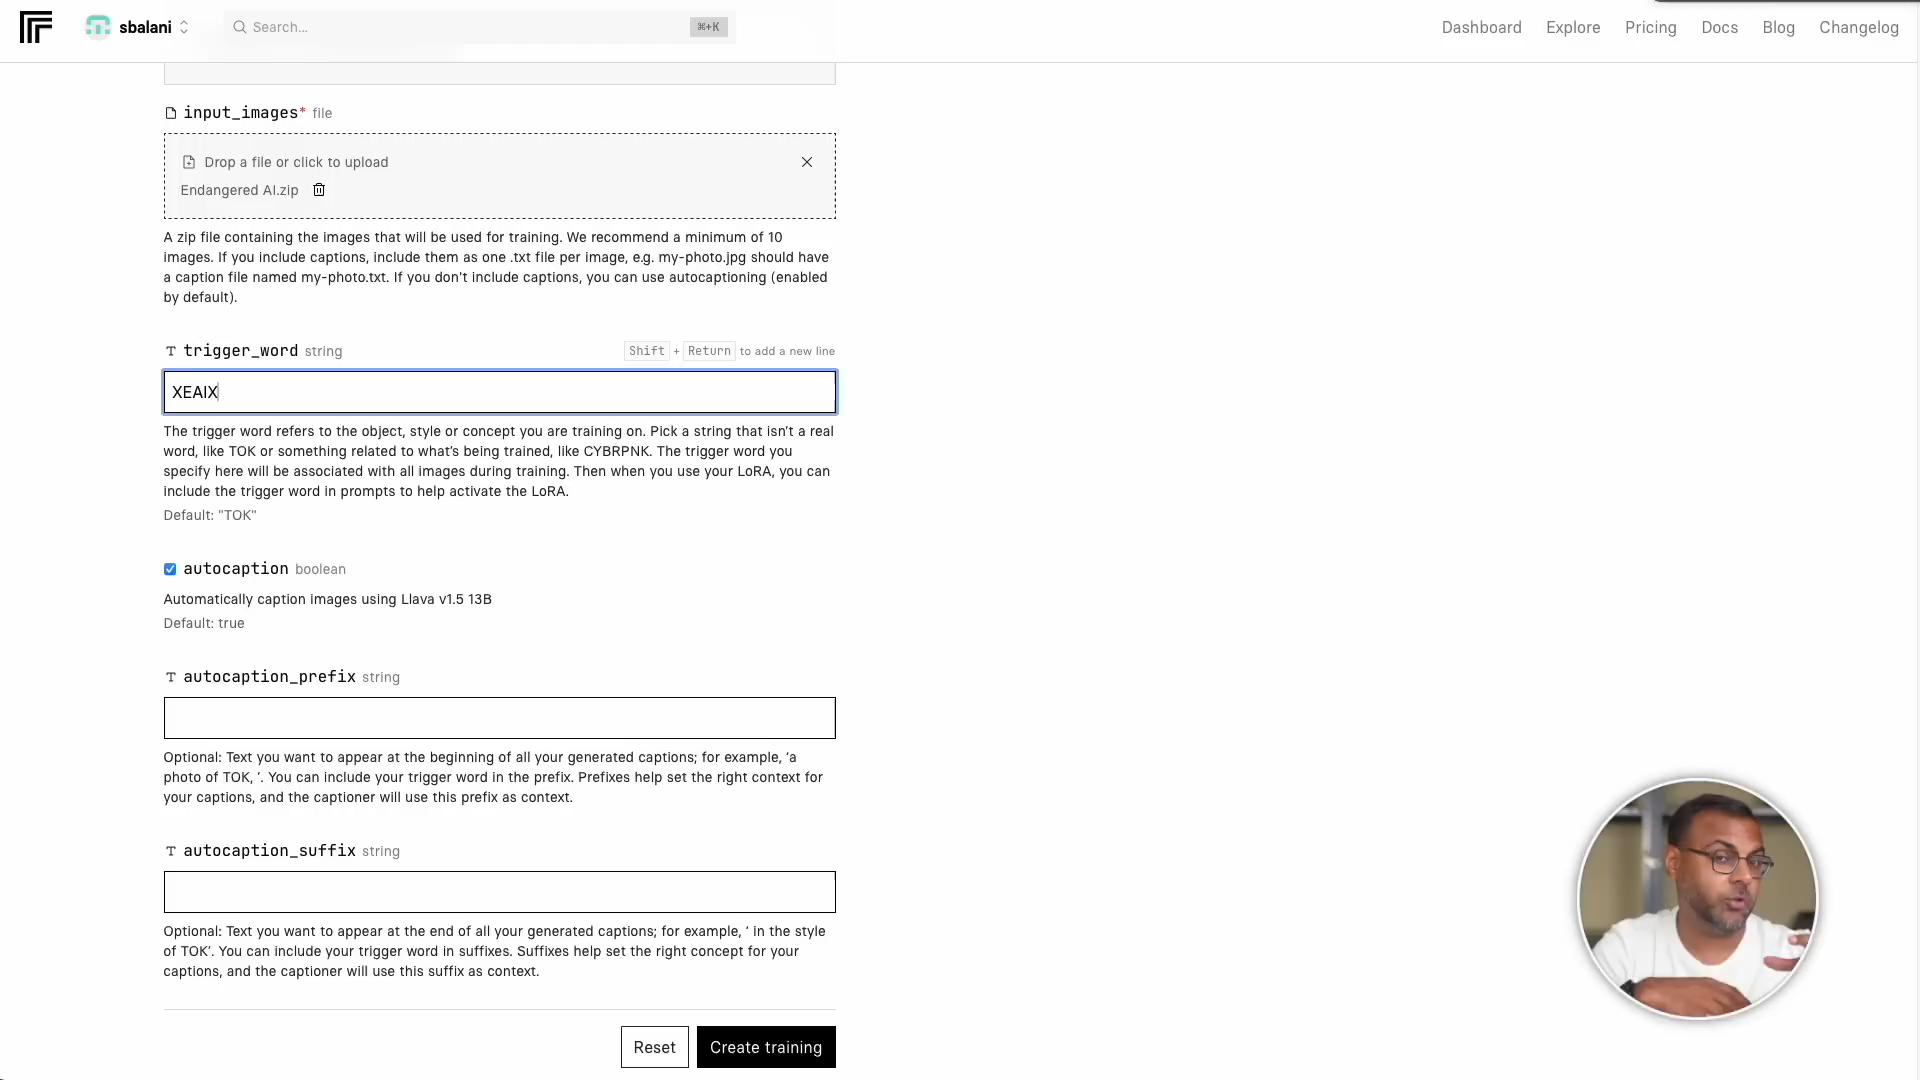 sbalani
Search...
⌘+K
Dashboard
Explore
Pricing
Docs
Blog
Changelog
input_images* file
Drop a file or click to upload
Endangered AI.zip
A zip file containing the images that will be used for training. We recommend a minimum of 10
images. If you include captions, include them as one .txt file per image, e.g. my-photo.jpg should have
a caption file named my-photo.txt. If you don't include captions, you can use autocaptioning (enabled
by default).
trigger_word string
Shift + Return to add a new line
XEAIX
The trigger word refers to the object, style or concept you are training on. Pick a string that isn’t a real
word, like TOK or something related to what’s being trained, like CYBRPNK. The trigger word you
specify here will be associated with all images during training. Then when you use your LoRA, you can
include the trigger word in prompts to help activate the LoRA.
Default: "TOK"
autocaption boolean
Automatically caption images using Llava v1.5 13B
Default: true
autocaption_prefix string
Optional: Text you want to appear at the beginning of all your generated captions; for example, ‘a
photo of TOK, ’. You can include your trigger word in the prefix. Prefixes help set the right context for
your captions, and the captioner will use this prefix as context.
autocaption_suffix string
Optional: Text you want to appear at the end of all your generated captions; for example, ‘ in the style
of TOK’. You can include your trigger word in suffixes. Suffixes help set the right concept for your
captions, and the captioner will use this suffix as context.
Reset
Create training